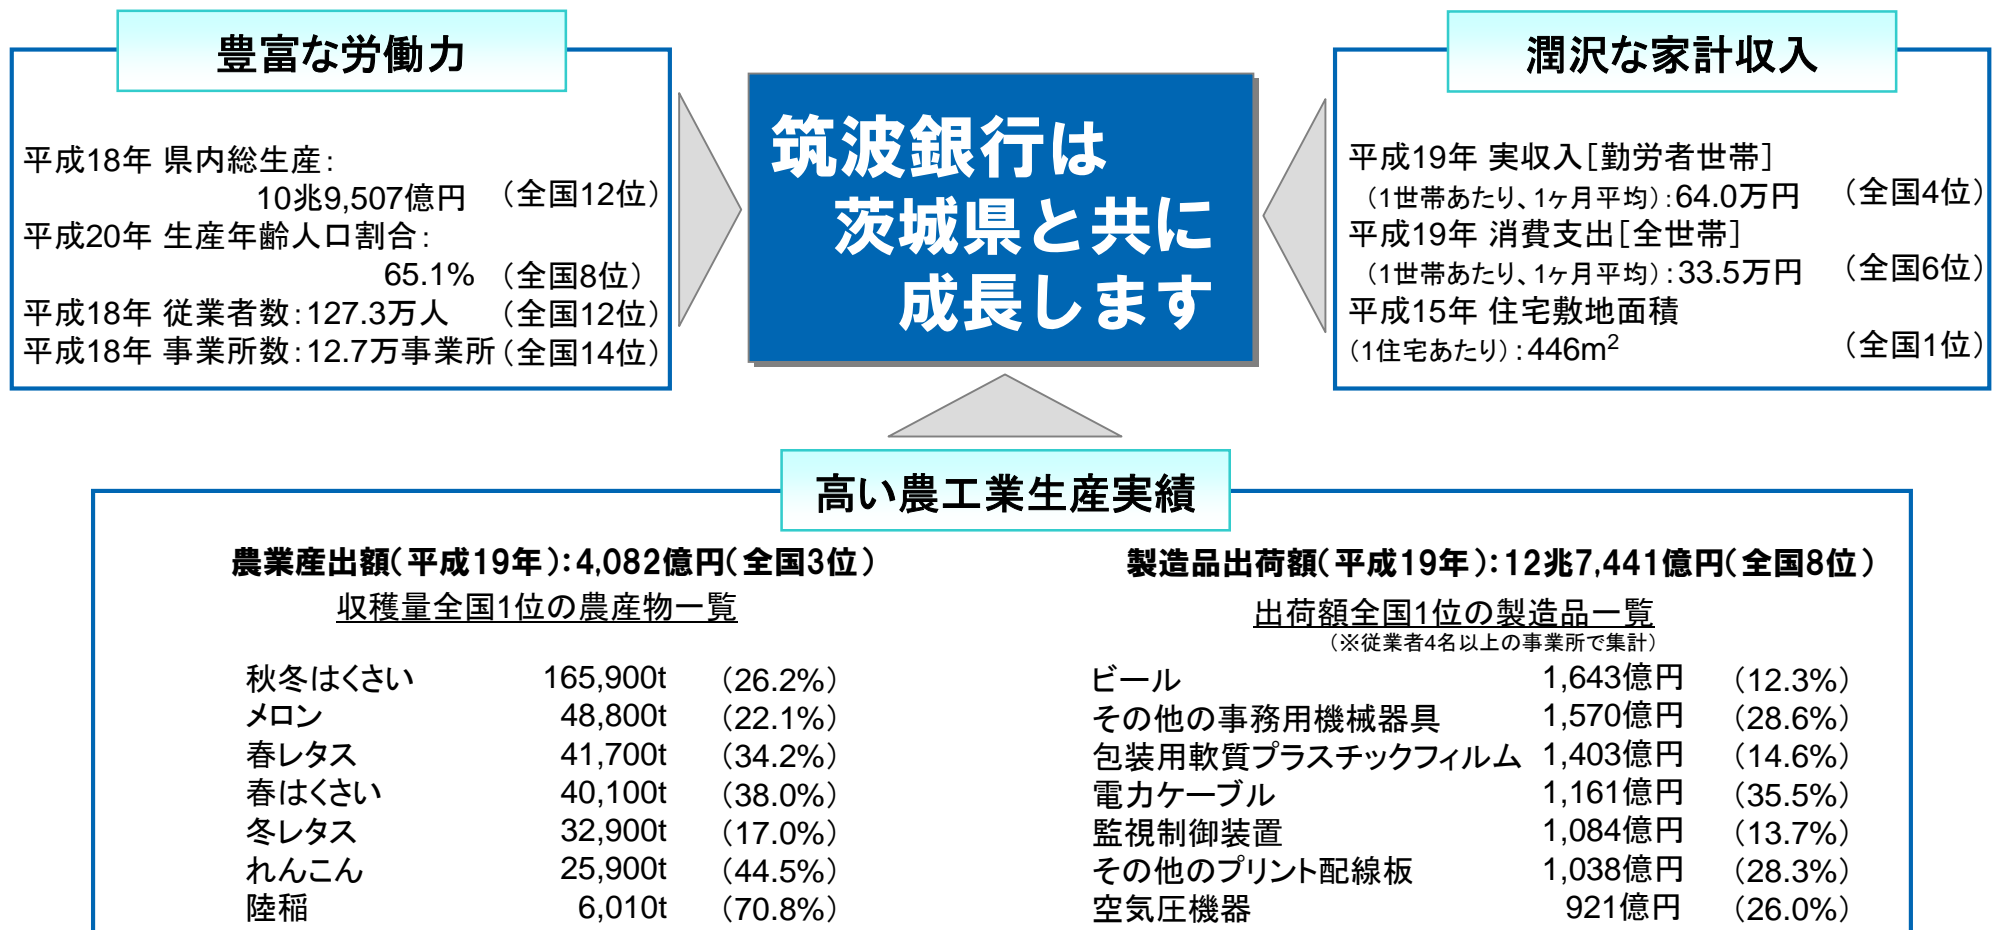 豊富な労働力
平成18年 県内総生産：
10兆9,507億円 （全国12位）
平成20年 生産年齢人口割合：
65.1% （全国8位）
平成18年 従業者数：127.3万人 （全国12位）
平成18年 事業所数：12.7万事業所（全国14位）
筑波銀行は
茨城県と共に
成長します
潤沢な家計収入
平成19年 実収入［勤労者世帯］
（1世帯あたり、1ヶ月平均）：64.0万円 （全国4位）
平成19年 消費支出［全世帯］
（1世帯あたり、1ヶ月平均）：33.5万円 （全国6位）
平成15年 住宅敷地面積
（1住宅あたり）：446m² （全国1位）
高い農工業生産実績
農業産出額（平成19年）：4,082億円（全国3位）
収穫量全国1位の農産物一覧
秋冬はくさい 165,900t （26.2%）
メロン 48,800t （22.1%）
春レタス 41,700t （34.2%）
春はくさい 40,100t （38.0%）
冬レタス 32,900t （17.0%）
れんこん 25,900t （44.5%）
陸稲 6,010t （70.8%）
製造品出荷額（平成19年）：12兆7,441億円（全国8位）
出荷額全国1位の製造品一覧
（※従業者4名以上の事業所で集計）
ビール 1,643億円 （12.3%）
その他の事務用機械器具 1,570億円 （28.6%）
包装用軟質プラスチックフィルム 1,403億円 （14.6%）
電力ケーブル 1,161億円 （35.5%）
監視制御装置 1,084億円 （13.7%）
その他のプリント配線板 1,038億円 （28.3%）
空気圧機器 921億円 （26.0%）